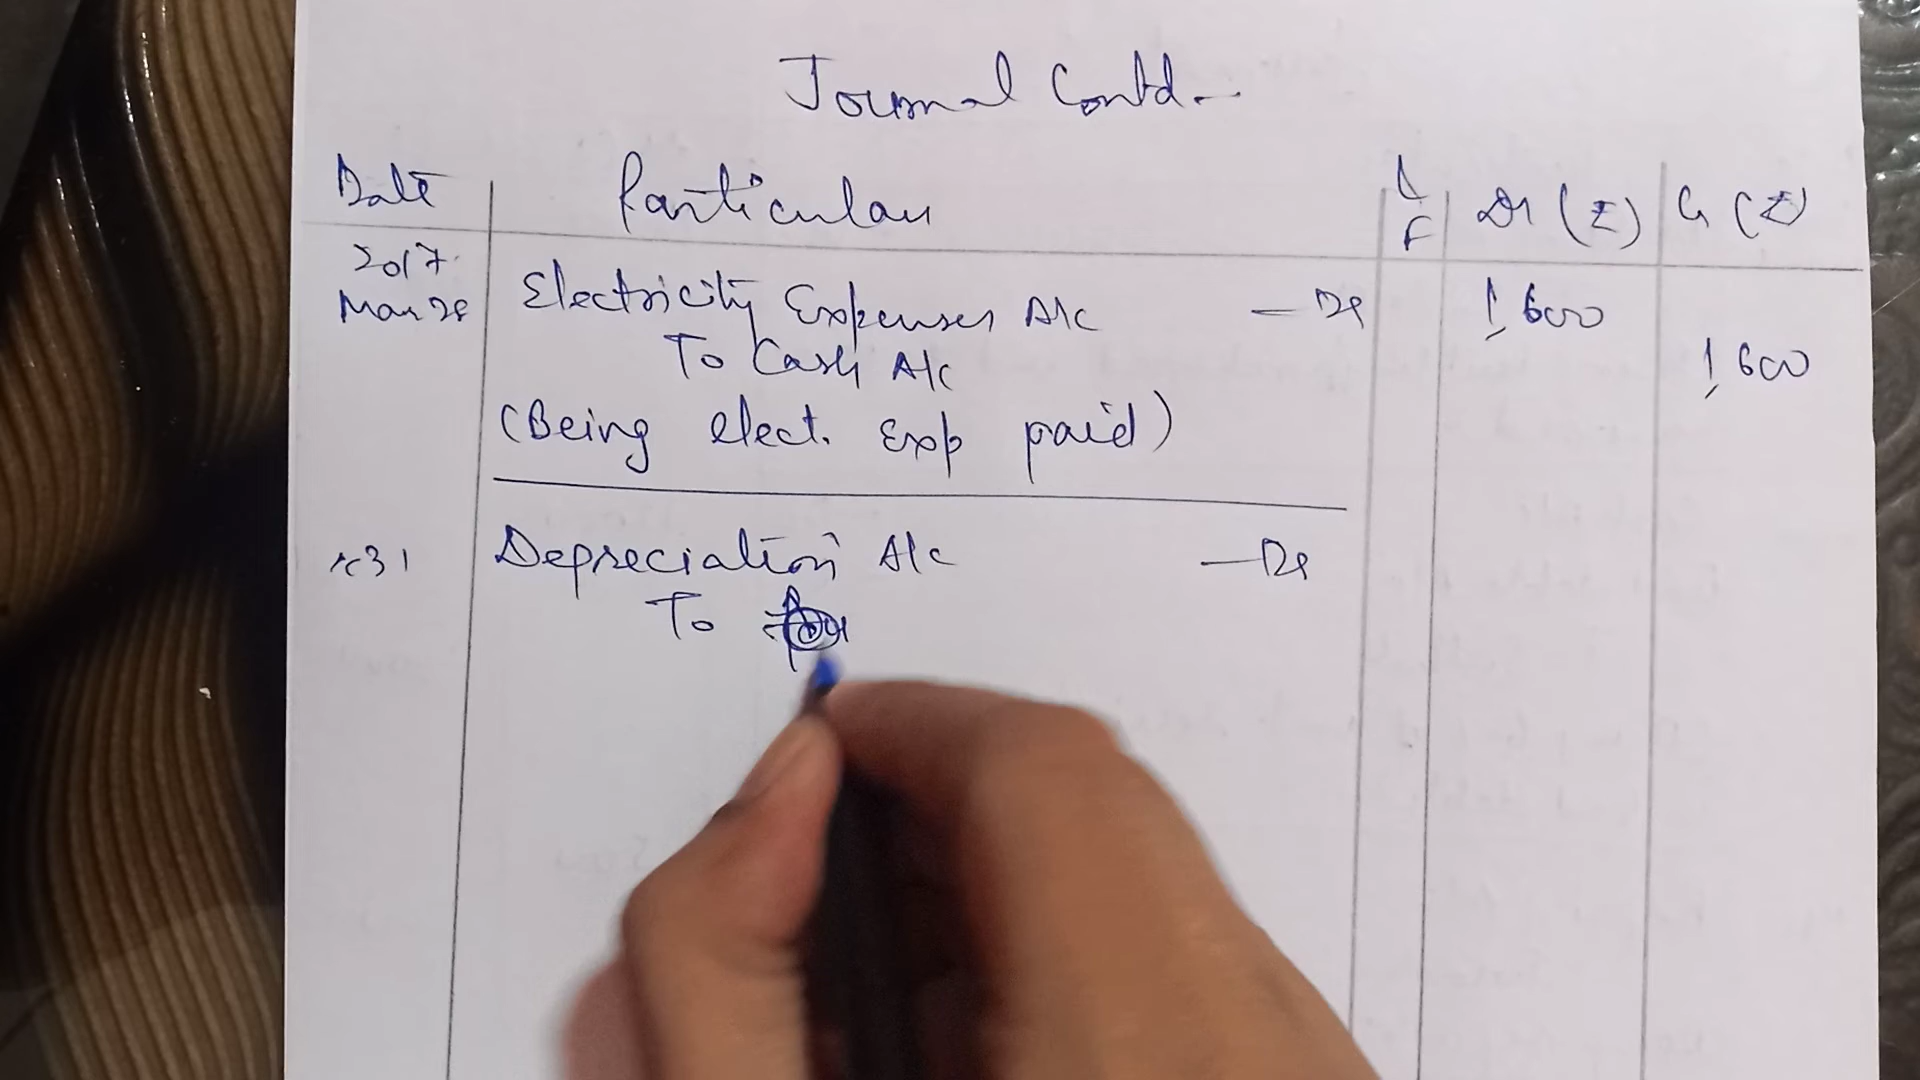 Journal Contd -
Date Particulars L F Dr (₹) Cr (₹)
2017
Mar 28 Electricity Expenses A/c — Dr 1,600
To Cash A/c 1,600
(Being elect. Exp paid)
"31 Depreciation A/c — Dr
To